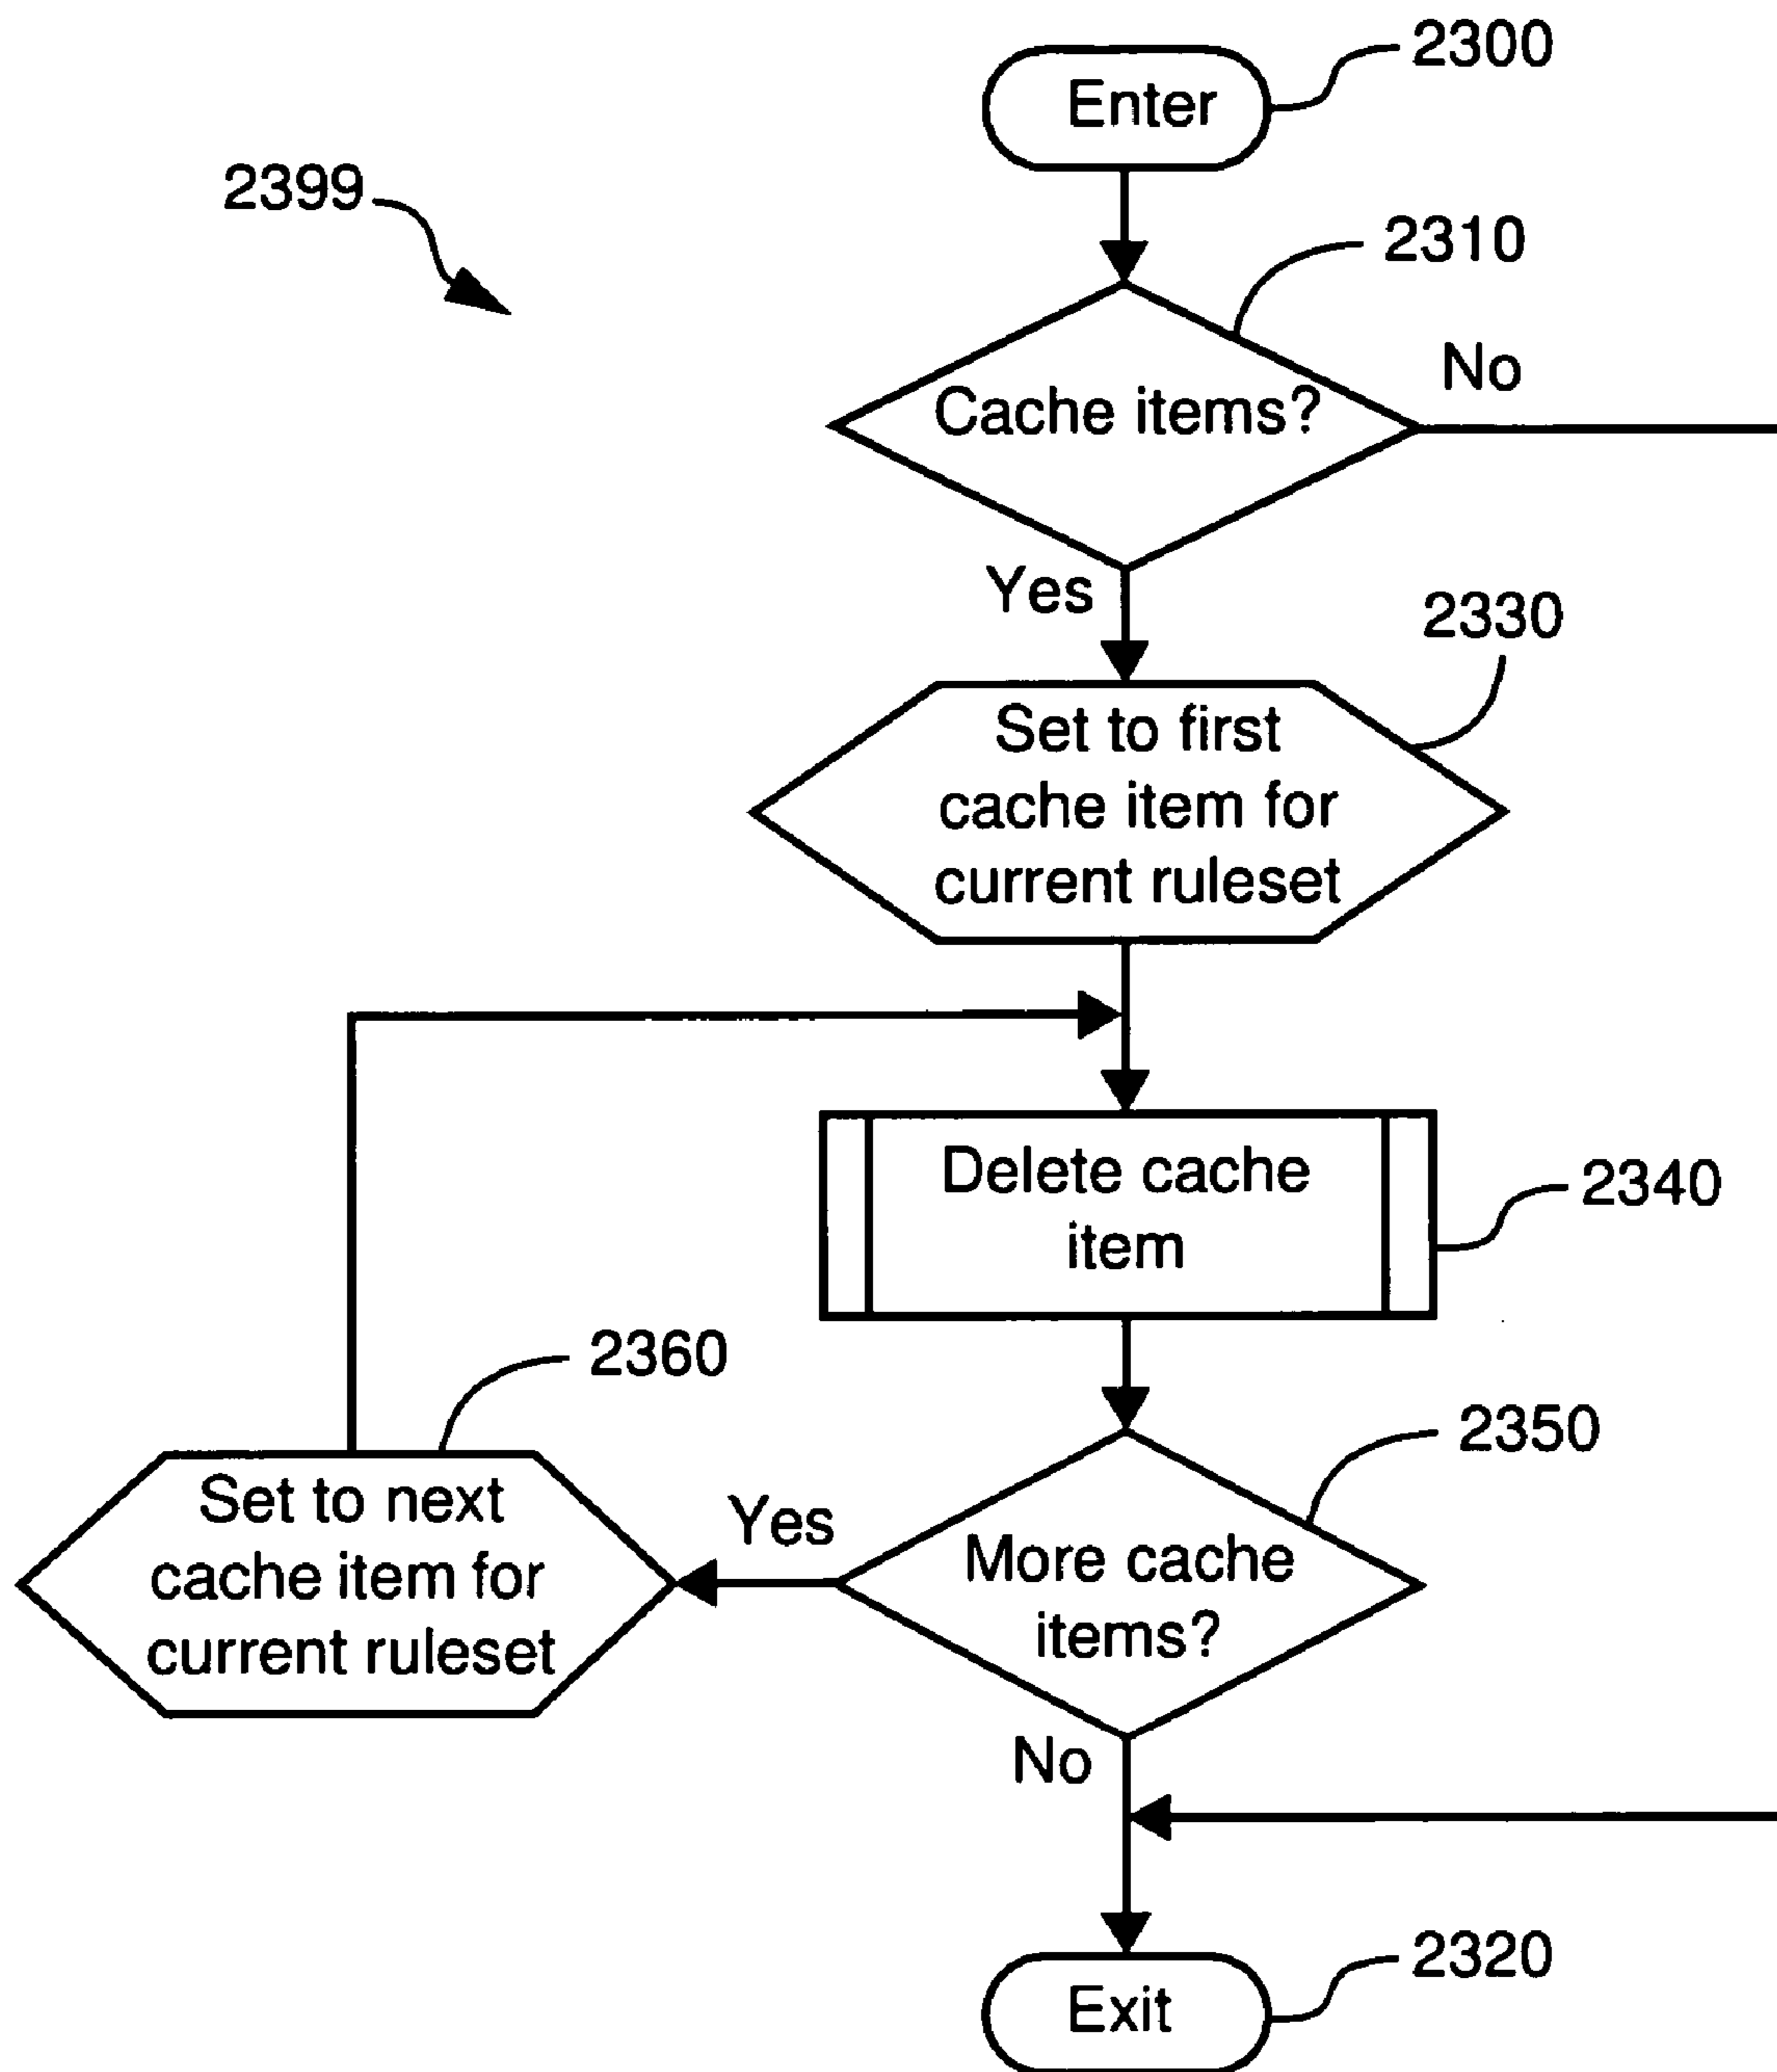 2300
Enter
2399
2310
No
Cache items?
Yes
2330
Set to first
cache item for
current ruleset
Delete cache
item
2340
2360
2350
Set to next
cache item for
current ruleset
Yes
More cache
items?
No
2320
Exit